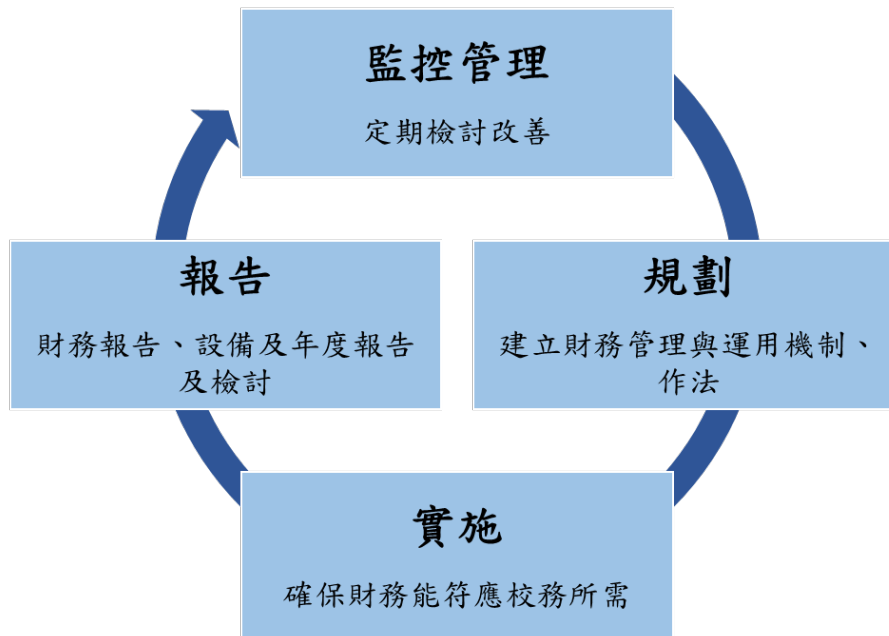 監控管理
定期檢討改善
報告
財務報告、設備及年度報告
及檢討
規劃
建立財務管理與運用機制、
作法
實施
確保財務能符應校務所需